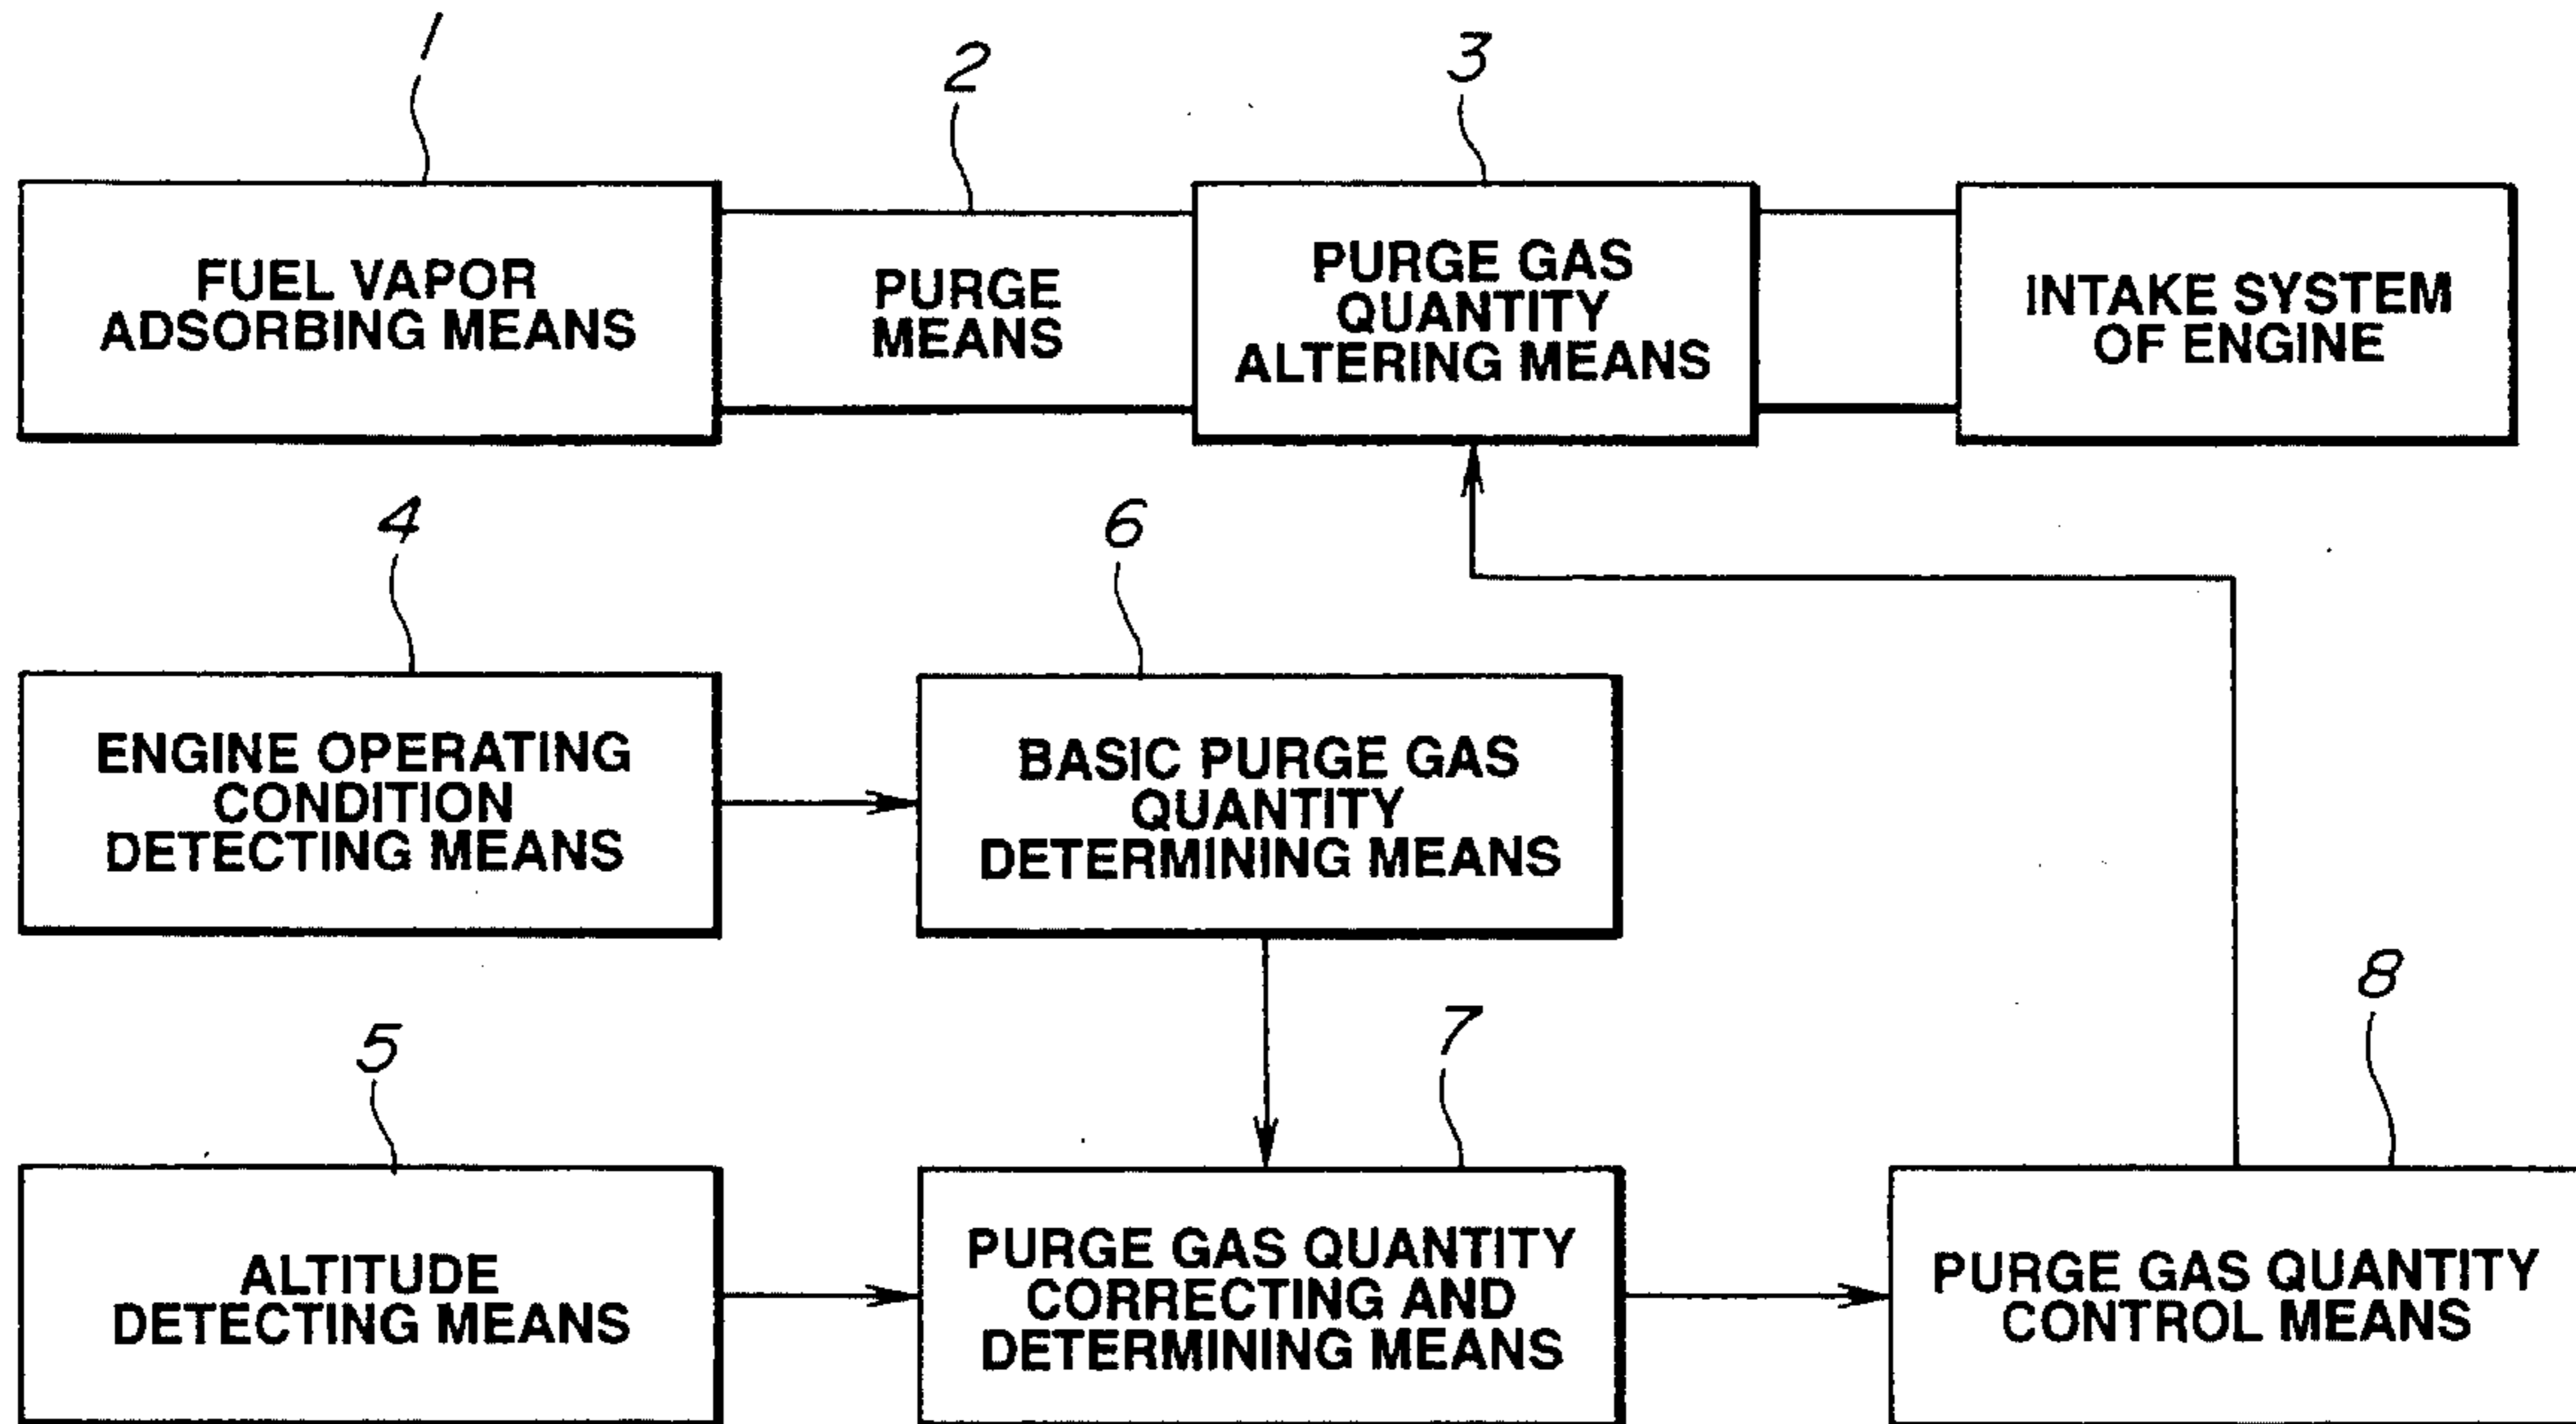 1
2
3
FUEL VAPOR
ADSORBING MEANS
PURGE
MEANS
PURGE GAS
QUANTITY
ALTERING MEANS
INTAKE SYSTEM
OF ENGINE
4
6
ENGINE OPERATING
CONDITION
DETECTING MEANS
BASIC PURGE GAS
QUANTITY
DETERMINING MEANS
5
7
8
ALTITUDE
DETECTING MEANS
PURGE GAS QUANTITY
CORRECTING AND
DETERMINING MEANS
PURGE GAS QUANTITY
CONTROL MEANS